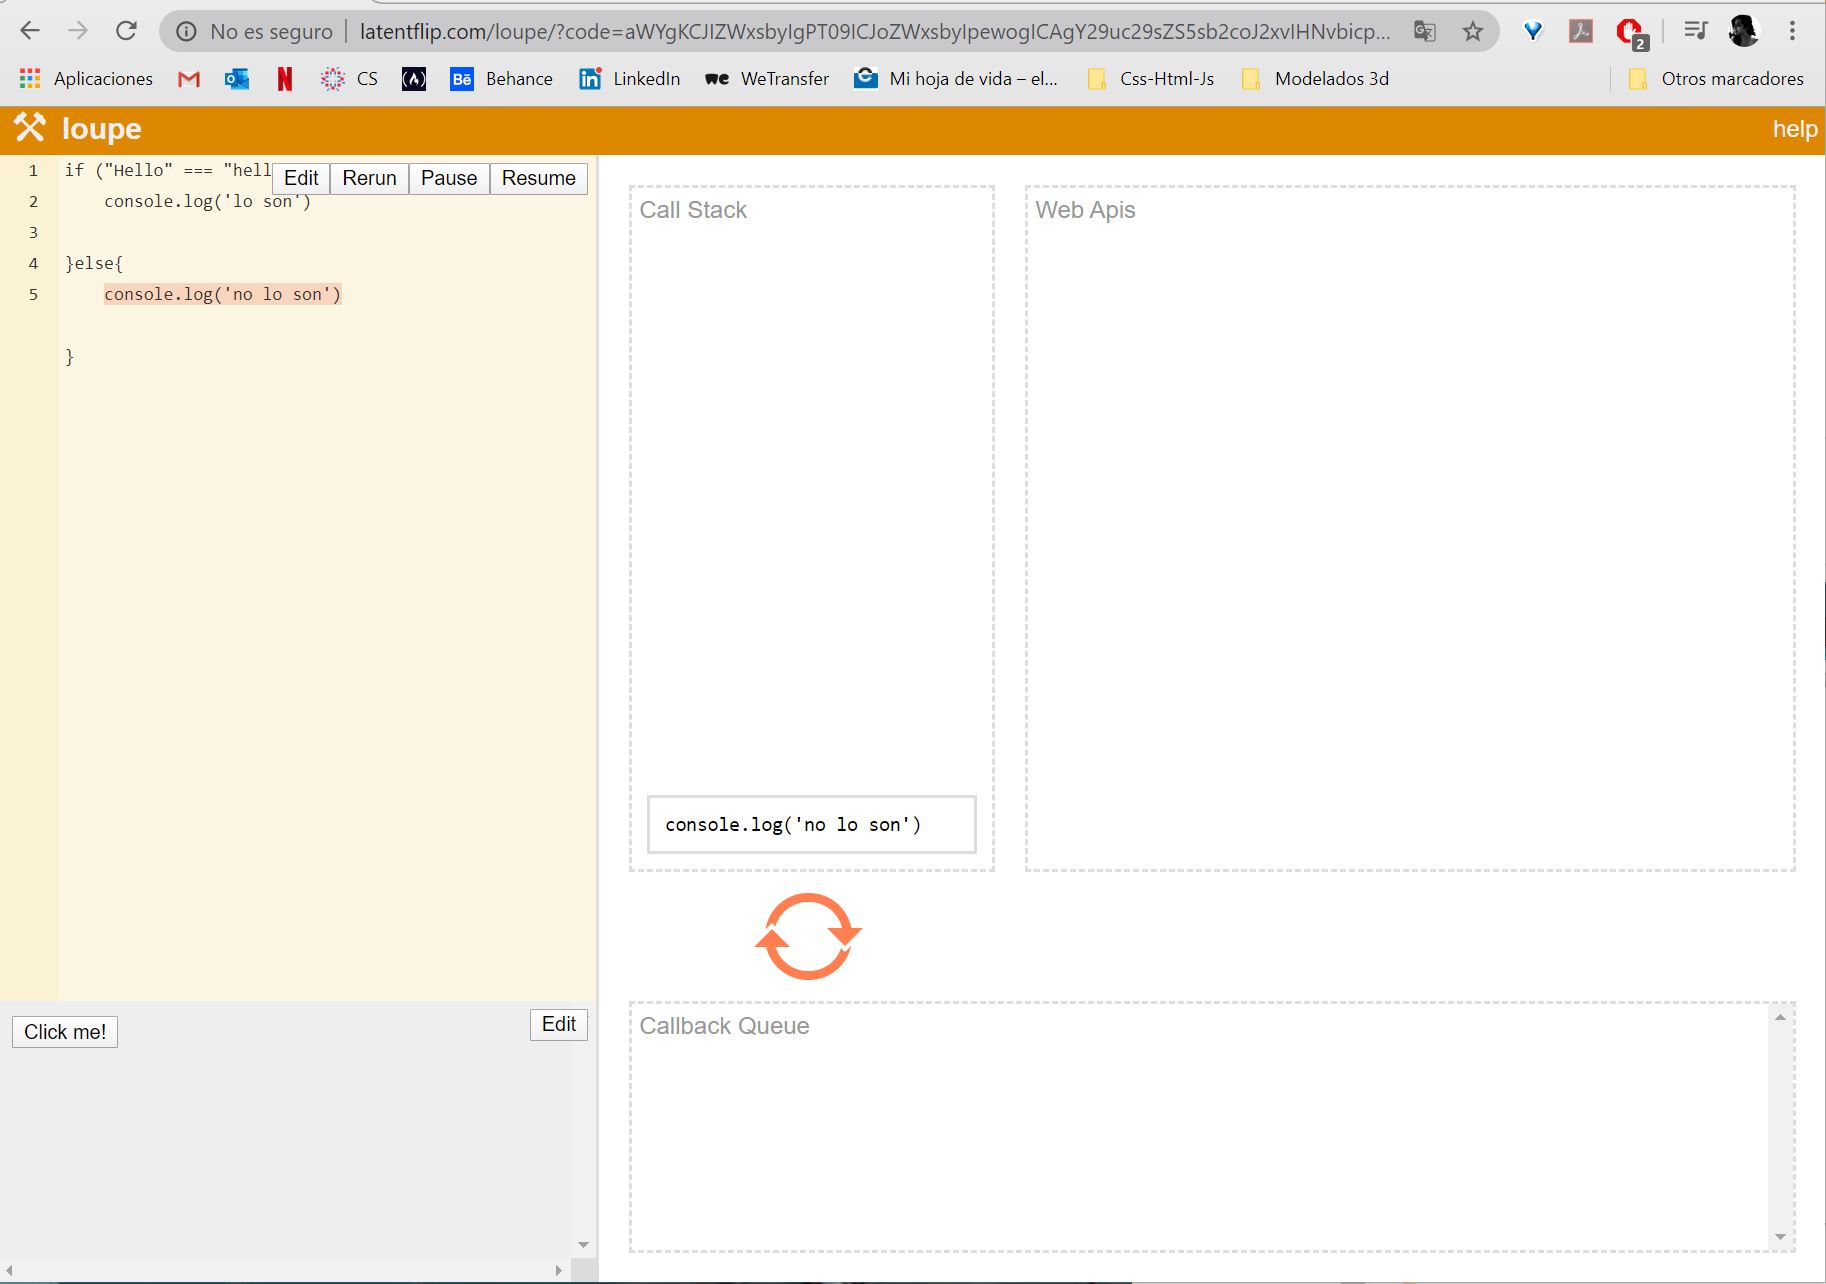 No es seguro | latentflip.com/loupe/?code=aWYgKCJIZWxsbyIgPT09ICJoZWxsbyIpewogICAgY29uc29sZS5sb2coJ2xvIHNvbicp...
2
Aplicaciones CS Bē Behance in LinkedIn we WeTransfer Mi hoja de vida – el... Css-Html-Js Modelados 3d Otros marcadores
loupe help
1 if ("Hello" === "hell Edit Rerun Pause Resume
2 console.log('lo son')
3
4 }else{
5 console.log('no lo son')
}
Call Stack
console.log('no lo son')
Web Apis
Click me! Edit
Callback Queue